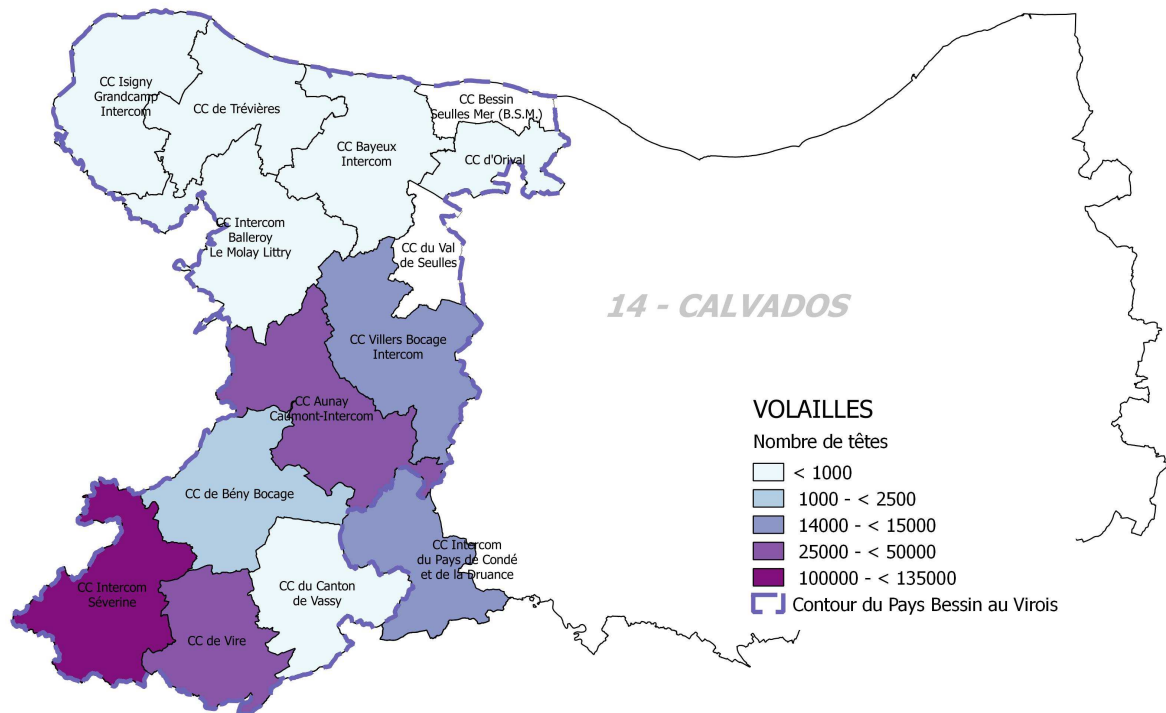 CC Isigny
Grandcamp
Intercom
CC de Trévières
CC Bessin
Seulles Mer (B.S.M.)
CC Bayeux
Intercom
CC d'Orival
CC Intercom
Balleroy
Le Molay Littry
CC du Val
de Seulles
14 - CALVADOS
CC Villers Bocage
Intercom
CC Aunay
Caumont-Intercom
CC de Bény Bocage
CC Intercom
du Pays de Condé
et de la Druance
CC Intercom
Séverine
CC du Canton
de Vassy
CC de Vire
VOLAILLES
Nombre de têtes
< 1000
1000 - < 2500
14000 - < 15000
25000 - < 50000
100000 - < 135000
Contour du Pays Bessin au Virois